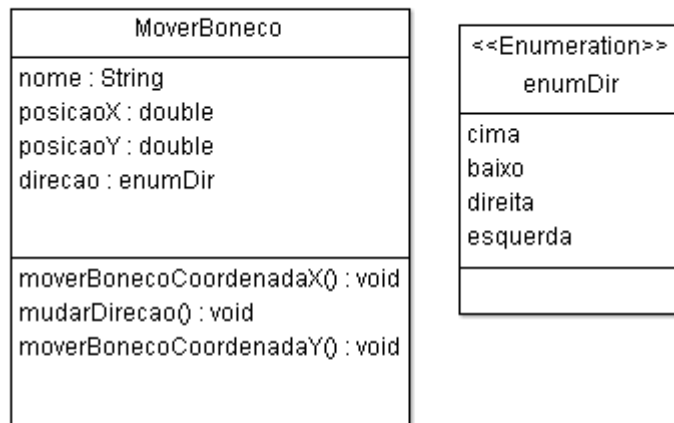 MoverBoneco
nome : String
posicaoX : double
posicaoY : double
direcao : enumDir
moverBonecoCoordenadaX() : void
mudarDirecao() : void
moverBonecoCoordenadaY() : void
<<Enumeration>>
enumDir
cima
baixo
direita
esquerda